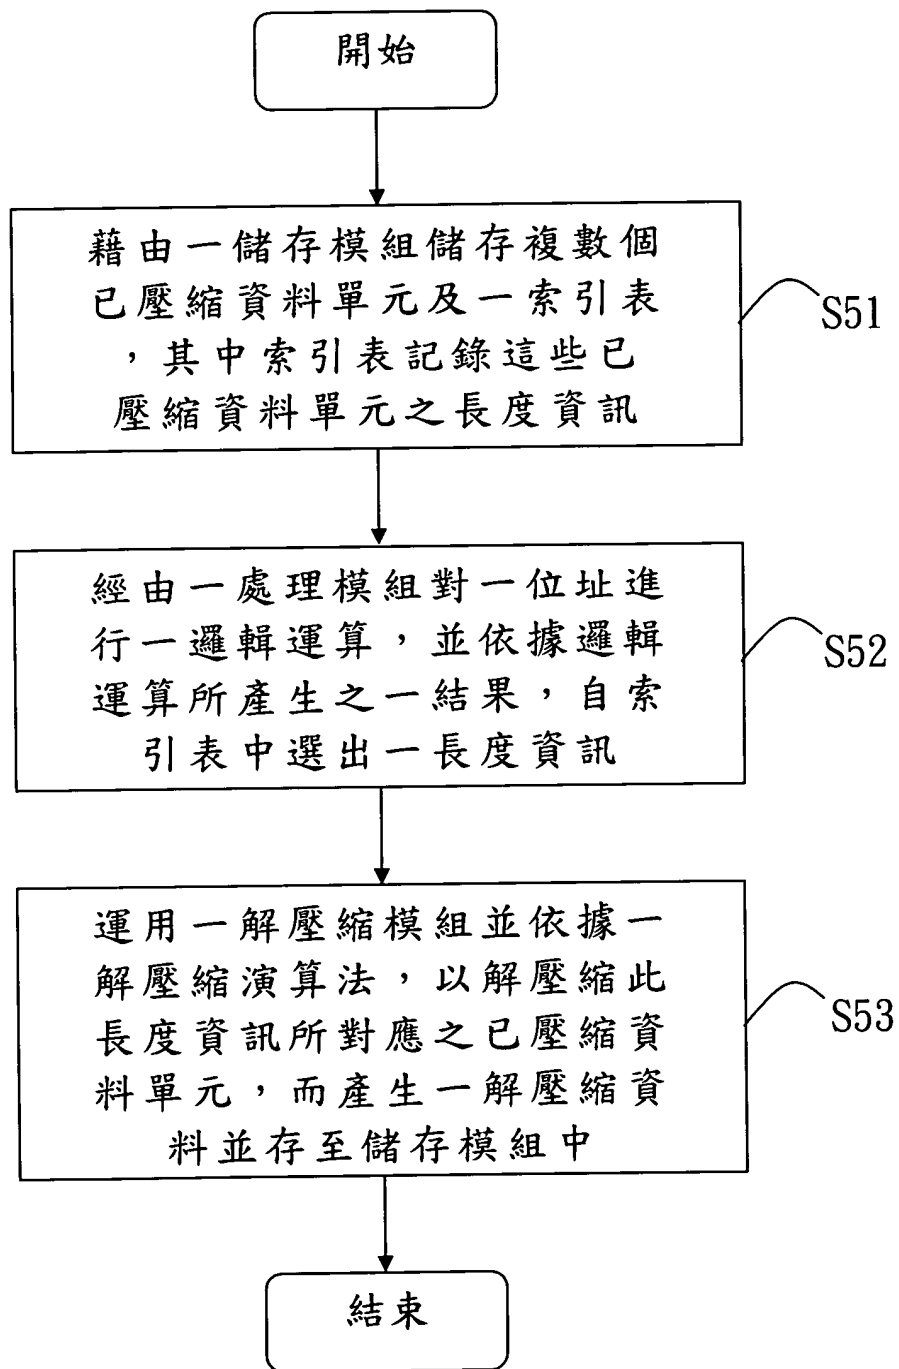 開始
藉由一儲存模組儲存複數個
已壓縮資料單元及一索引表
，其中索引表記錄這些已
壓縮資料單元之長度資訊
S51
經由一處理模組對一位址進
行一邏輯運算，並依據邏輯
運算所產生之一結果，自索
引表中選出一長度資訊
S52
運用一解壓縮模組並依據一
解壓縮演算法，以解壓縮此
長度資訊所對應之已壓縮資
料單元，而產生一解壓縮資
料並存至儲存模組中
S53
結束